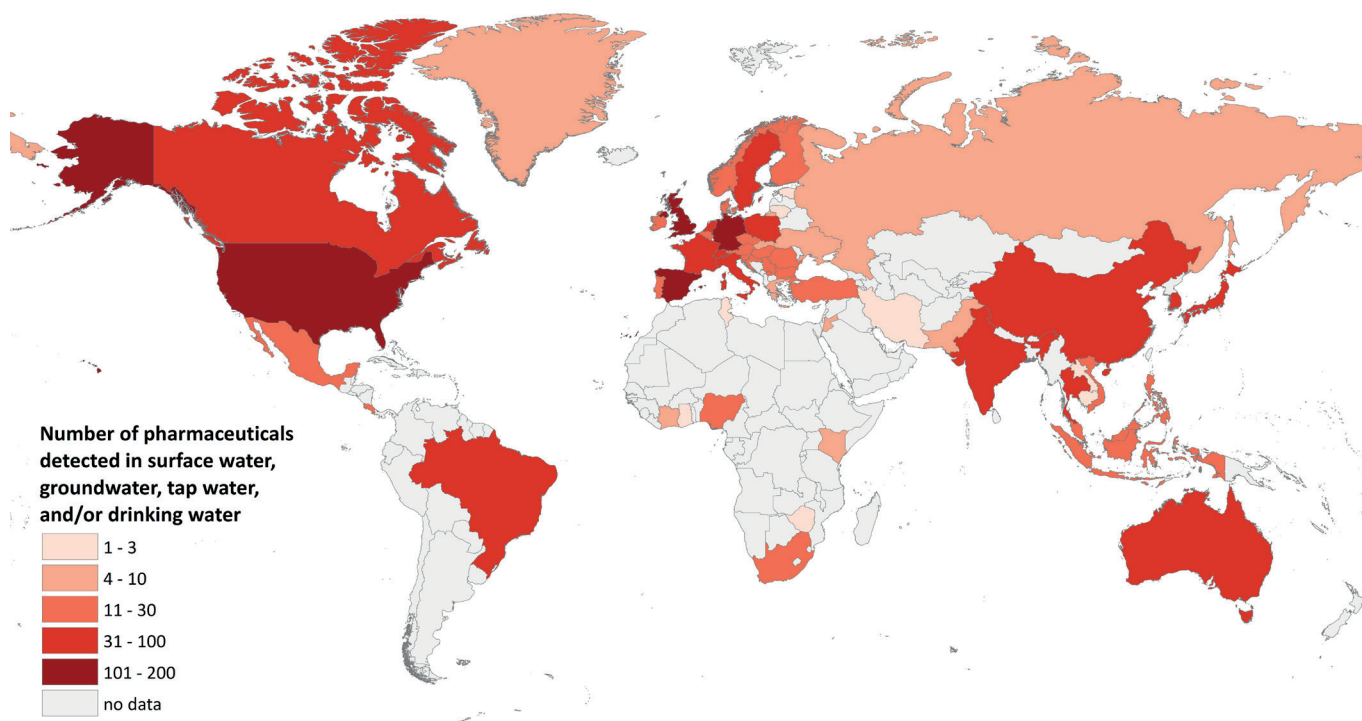 Number of pharmaceuticals
detected in surface water,
groundwater, tap water,
and/or drinking water
1 - 3
4 - 10
11 - 30
31 - 100
101 - 200
no data